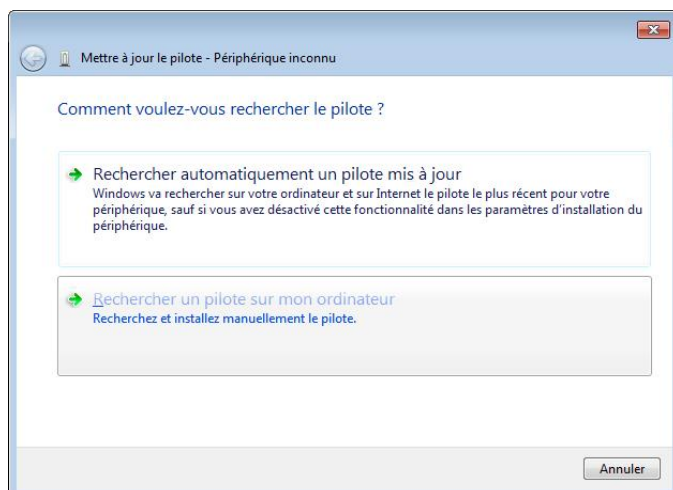 Mettre à jour le pilote - Périphérique inconnu
Comment voulez-vous rechercher le pilote ?
Rechercher automatiquement un pilote mis à jour
Windows va rechercher sur votre ordinateur et sur Internet le pilote le plus récent pour votre
périphérique, sauf si vous avez désactivé cette fonctionnalité dans les paramètres d'installation du
périphérique.
Rechercher un pilote sur mon ordinateur
Recherchez et installez manuellement le pilote.
Annuler